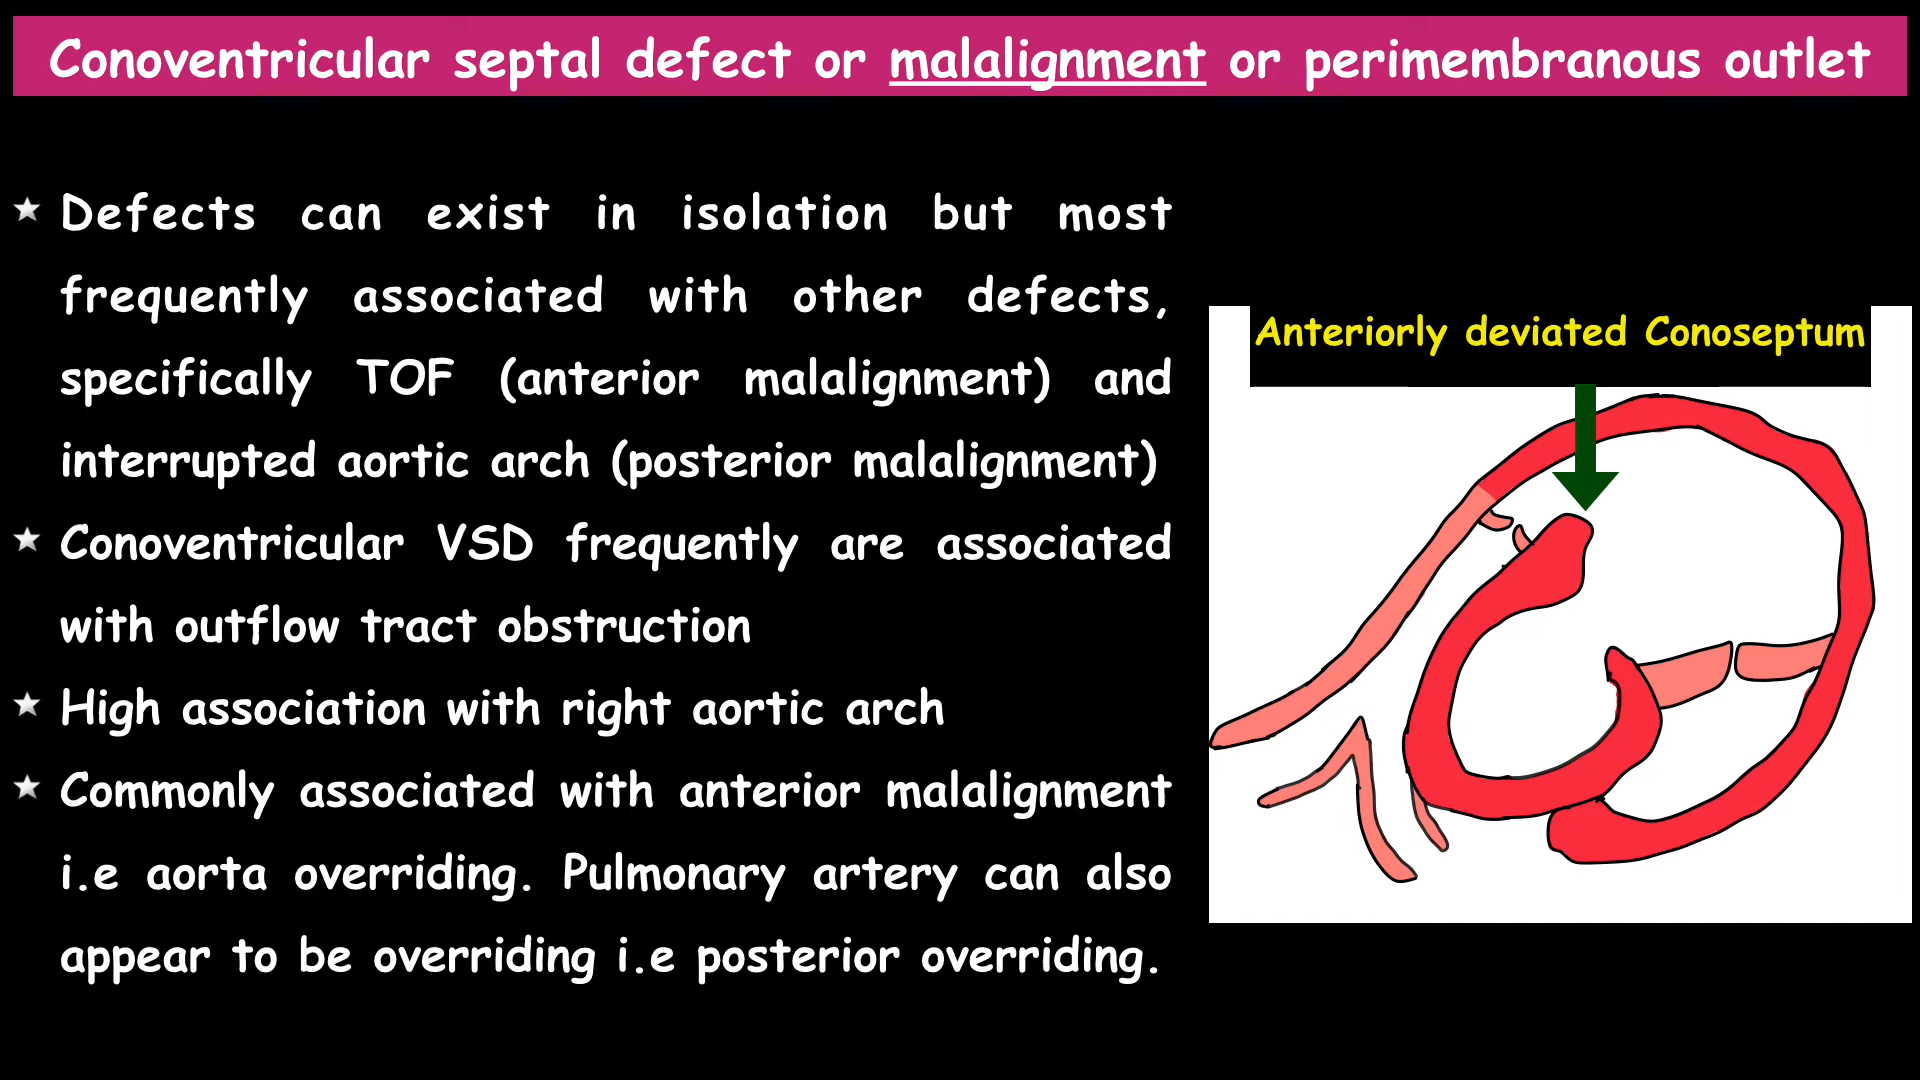 Conoventricular septal defect or malalignment or perimembranous outlet
Defects can exist in isolation but most
frequently associated with other defects,
specifically TOF (anterior malalignment) and
interrupted aortic arch (posterior malalignment)
Conoventricular VSD frequently are associated
with outflow tract obstruction
High association with right aortic arch
Commonly associated with anterior malalignment
i.e aorta overriding. Pulmonary artery can also
appear to be overriding i.e posterior overriding.
Anteriorly deviated Conoseptum